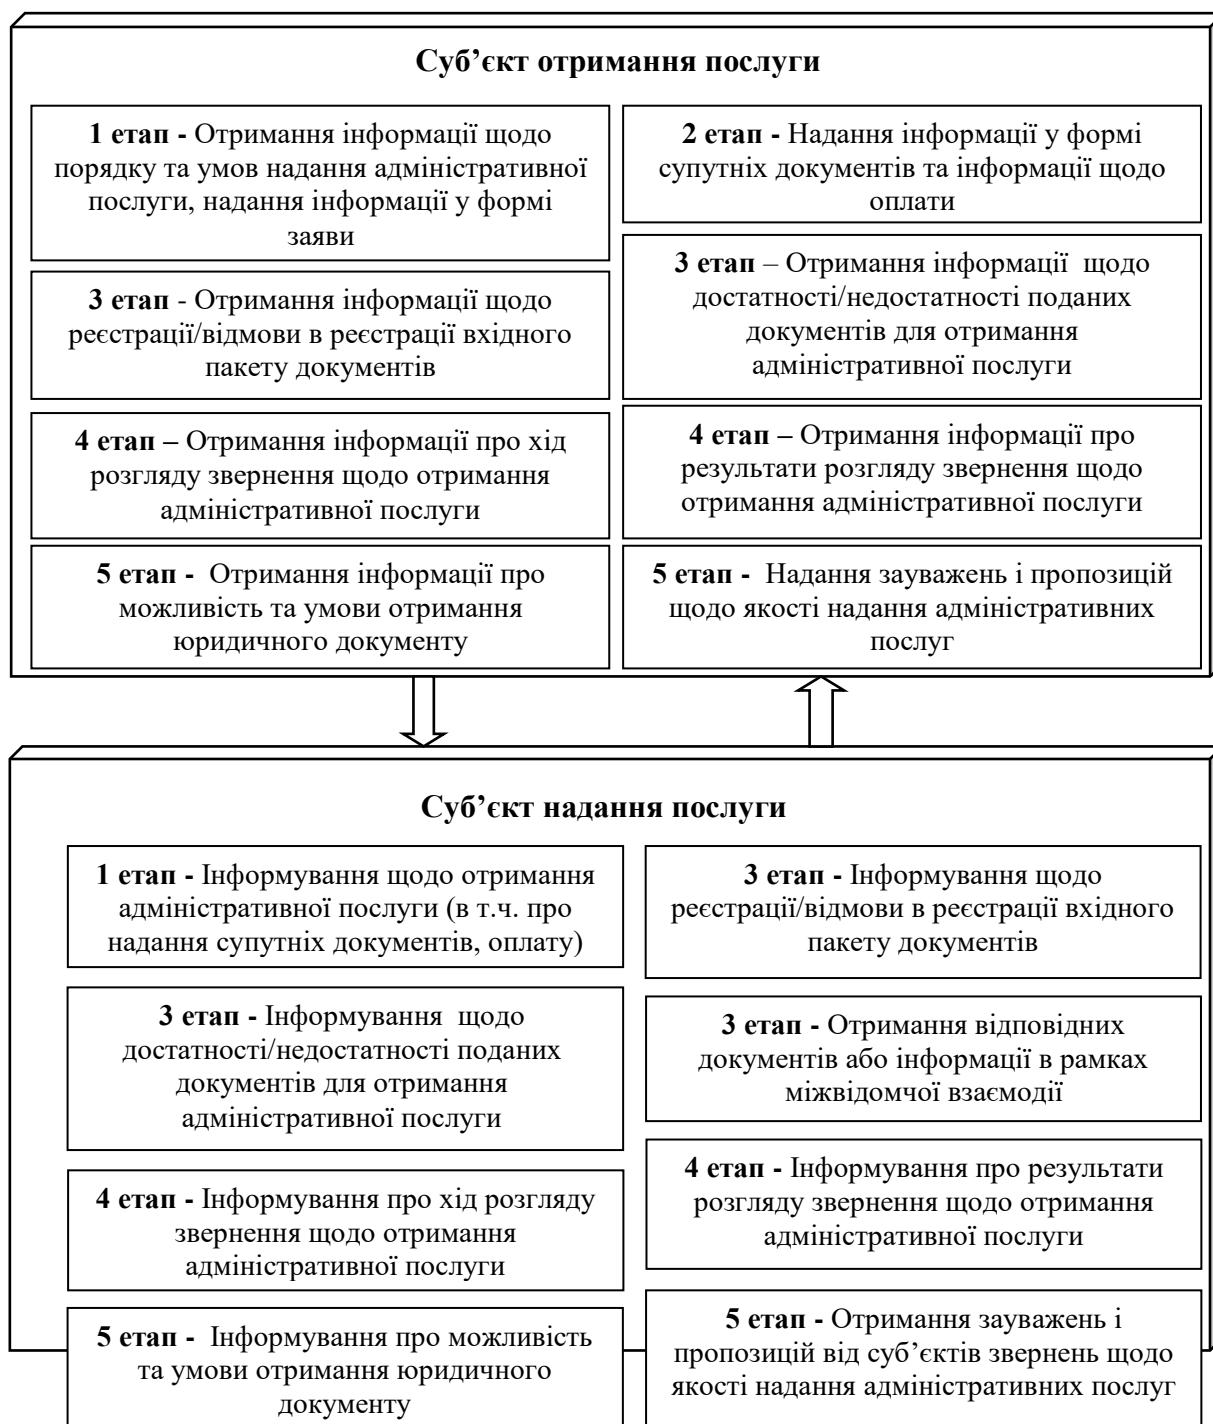 Суб’єкт отримання послуги
1 етап - Отримання інформації щодо
порядку та умов надання адміністративної
послуги, надання інформації у формі
заяви
2 етап - Надання інформації у формі
супутніх документів та інформації щодо
оплати
3 етап - Отримання інформації щодо
реєстрації/відмови в реєстрації вхідного
пакету документів
3 етап – Отримання інформації щодо
достатності/недостатності поданих
документів для отримання
адміністративної послуги
4 етап – Отримання інформації про хід
розгляду звернення щодо отримання
адміністративної послуги
4 етап – Отримання інформації про
результати розгляду звернення щодо
отримання адміністративної послуги
5 етап - Отримання інформації про
можливість та умови отримання
юридичного документу
5 етап - Надання зауважень і пропозицій
щодо якості надання адміністративних
послуг
Суб’єкт надання послуги
1 етап - Інформування щодо отримання
адміністративної послуги (в т.ч. про
надання супутніх документів, оплату)
3 етап - Інформування щодо
реєстрації/відмови в реєстрації вхідного
пакету документів
3 етап - Інформування щодо
достатності/недостатності поданих
документів для отримання
адміністративної послуги
3 етап - Отримання відповідних
документів або інформації в рамках
міжвідомчої взаємодії
4 етап - Інформування про хід розгляду
звернення щодо отримання
адміністративної послуги
4 етап - Інформування про результати
розгляду звернення щодо отримання
адміністративної послуги
5 етап - Інформування про можливість
та умови отримання юридичного
документу
5 етап - Отримання зауважень і
пропозицій від суб’єктів звернень щодо
якості надання адміністративних послуг